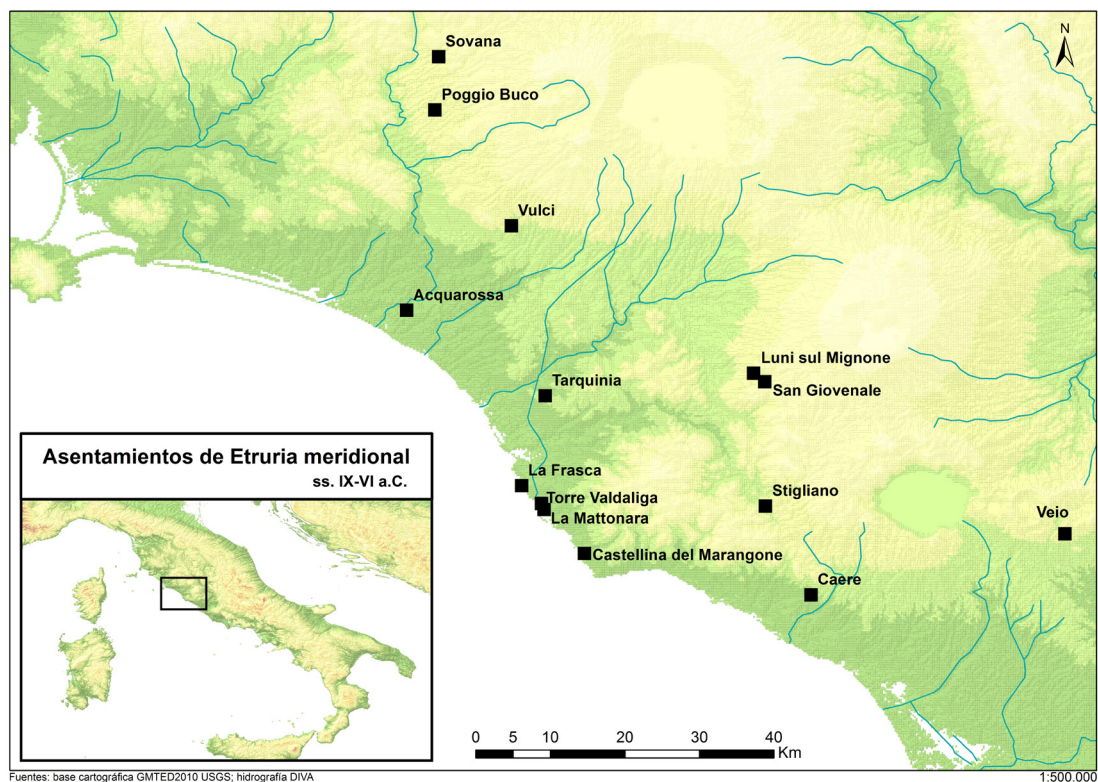 N
Sovana
Poggio Buco
Vulci
Acquarossa
Luni sul Mignone
San Giovenale
Tarquinia
La Frasca
Torre Valdaliga
La Mattonara
Stigliano
Veio
Castellina del Marangone
Caere
Asentamientos de Etruria meridional
ss. IX-VI a.C.
0 5 10 20 30 40
Km
Fuentes: base cartográfica GMTED2010 USGS; hidrografía DIVA
1:500.000